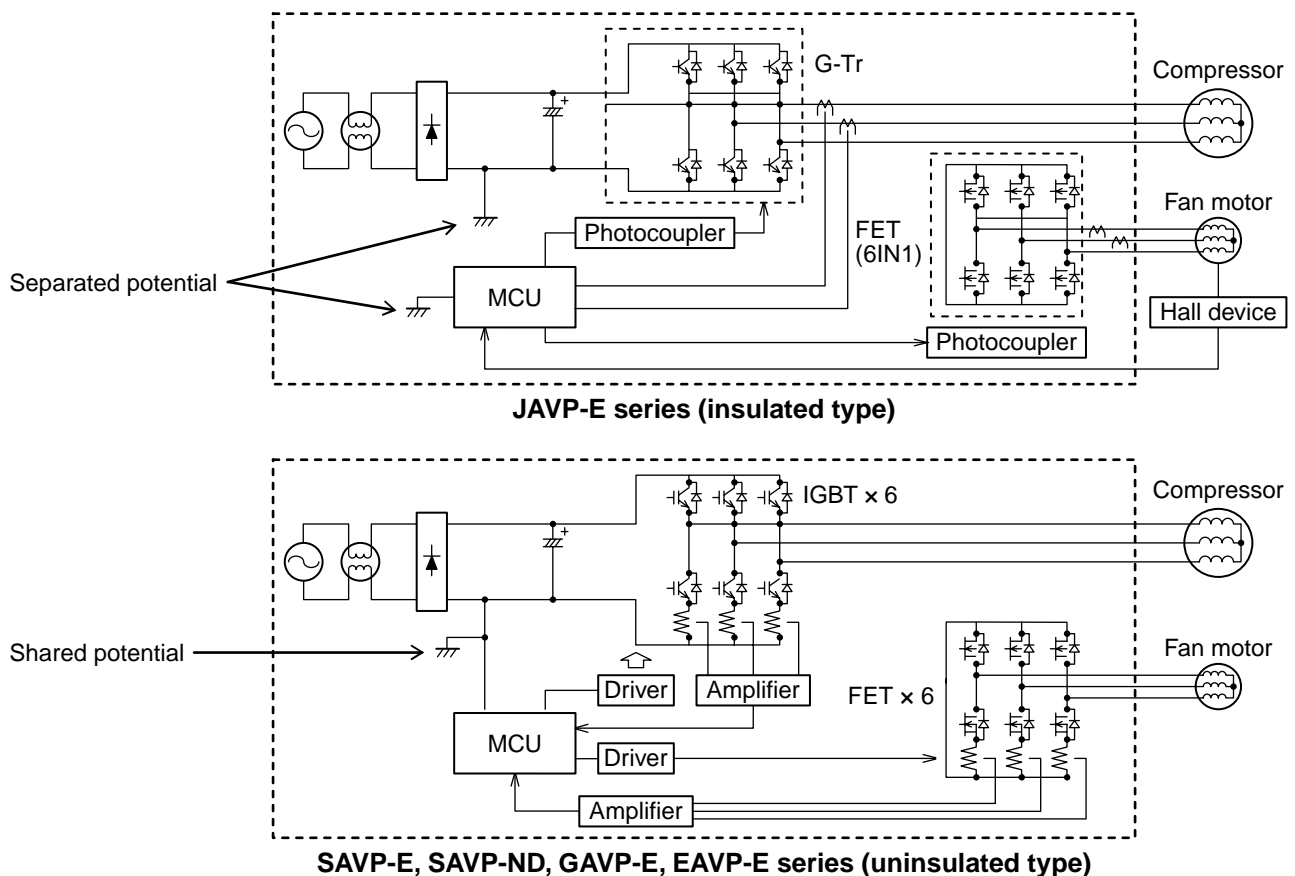 G-Tr
Compressor
+
Photocoupler
FET
(6IN1)
Fan motor
Separated potential
MCU
Hall device
Photocoupler
JAVP-E series (insulated type)
IGBT × 6
Compressor
+
Shared potential
Driver
Amplifier
FET × 6
Fan motor
MCU
Driver
Amplifier
SAVP-E, SAVP-ND, GAVP-E, EAVP-E series (uninsulated type)